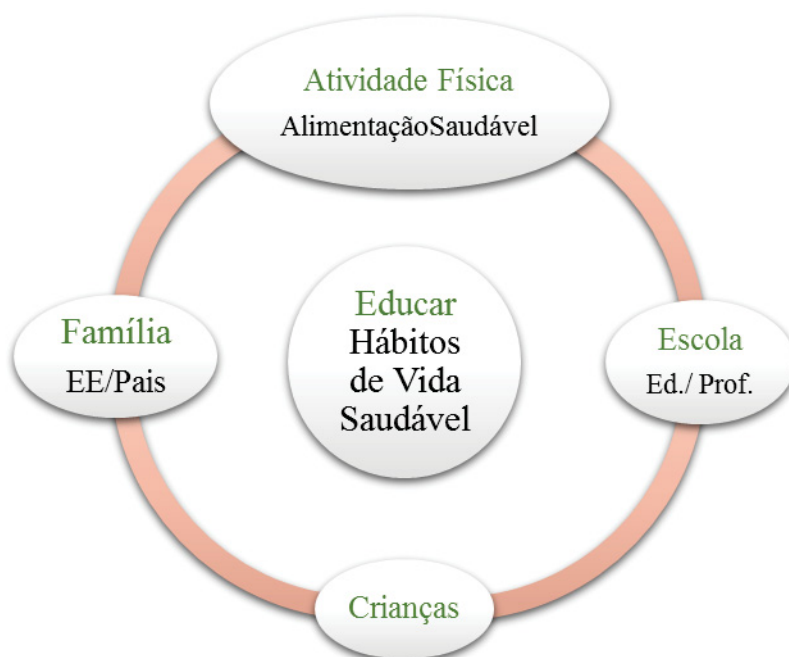 Atividade Física
AlimentaçãoSaudável
Família
EE/Pais
Educar
Hábitos
de Vida
Saudável
Escola
Ed./ Prof.
Crianças